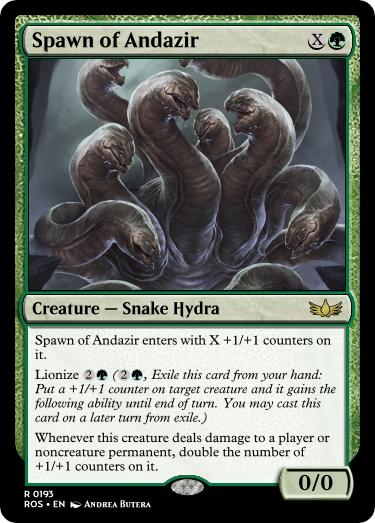 Spawn of Andazir X
Creature — Snake Hydra
Spawn of Andazir enters with X +1/+1 counters on
it.
Lionize 2 (2, Exile this card from your hand:
Put a +1/+1 counter on target creature and it gains the
following ability until end of turn. You may cast this
card on a later turn from exile.)
Whenever this creature deals damage to a player or
noncreature permanent, double the number of
+1/+1 counters on it.
0/0
R 0193
ROS • EN Andrea Butera